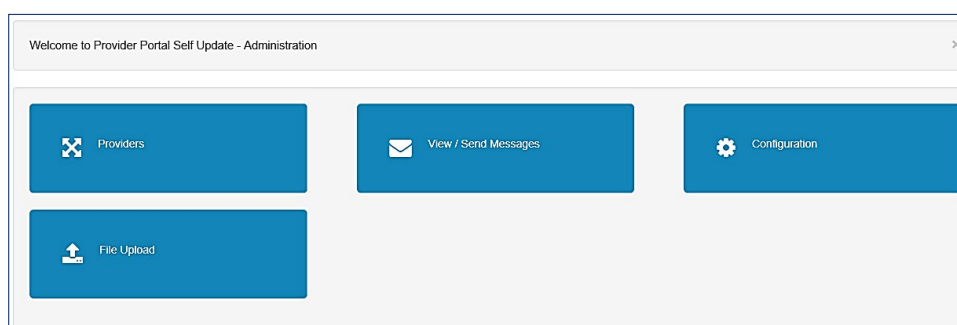 Welcome to Provider Portal Self Update - Administration
Providers
View / Send Messages
Configuration
File Upload